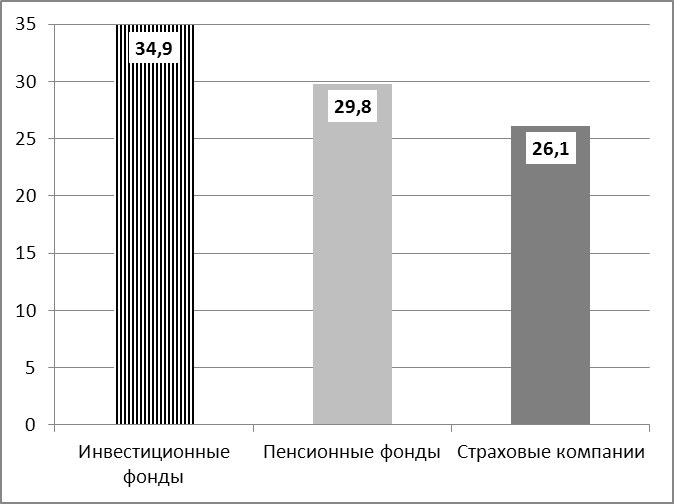 35
30
25
20
15
10
5
0
34,9
29,8
26,1
Инвестиционные
фонды
Пенсионные фонды
Страховые компании